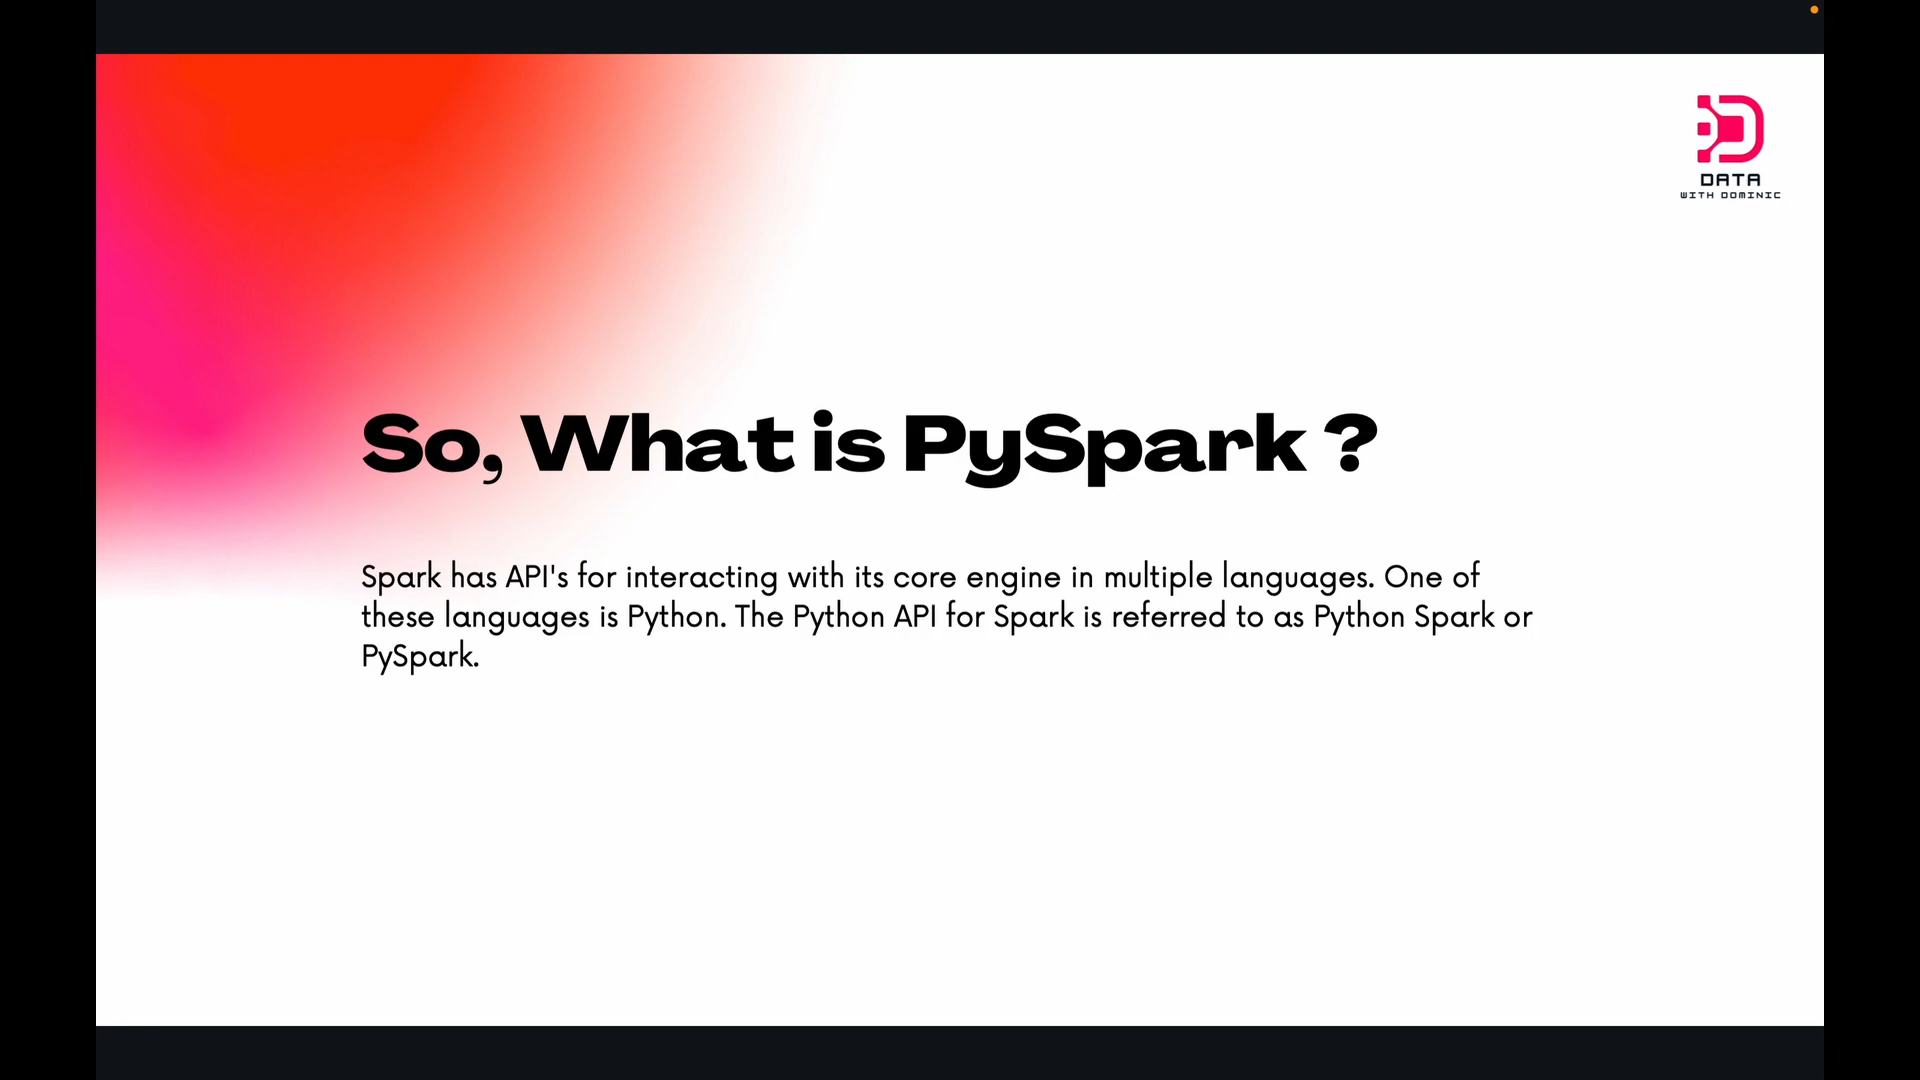 DATA
WITH DOMINIC
So, What is PySpark ?
Spark has API's for interacting with its core engine in multiple languages. One of
these languages is Python. The Python API for Spark is referred to as Python Spark or
PySpark.